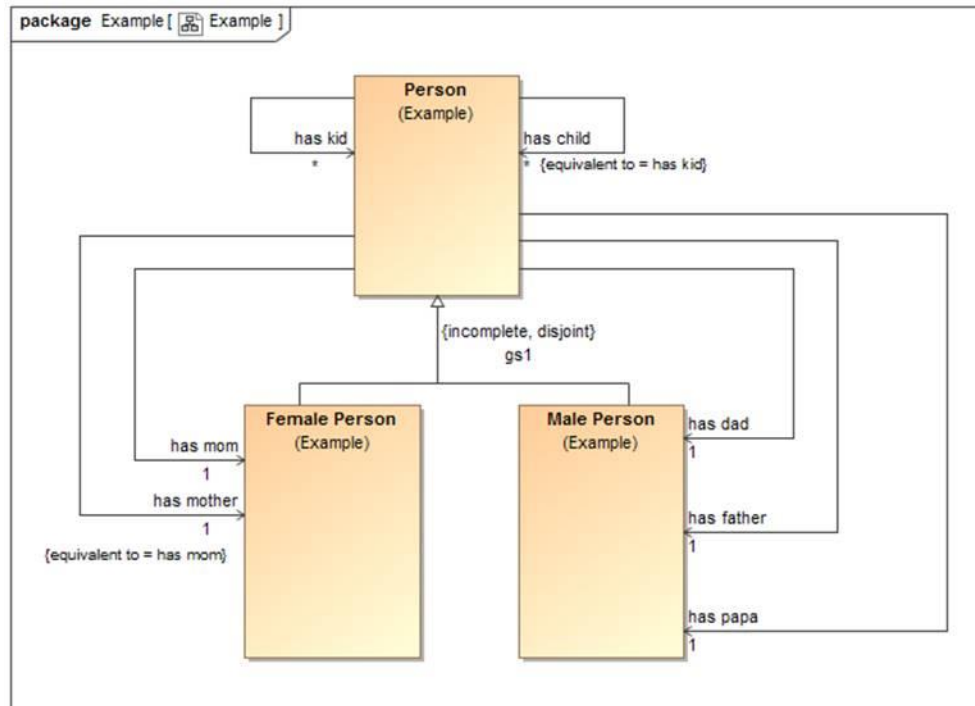 package Example [ Example ]
Person
(Example)
has kid
*
has child
* {equivalent to = has kid}
{incomplete, disjoint}
gs1
Female Person
(Example)
Male Person
(Example)
has mom
1
has mother
1
{equivalent to = has mom}
has dad
1
has father
1
has papa
1